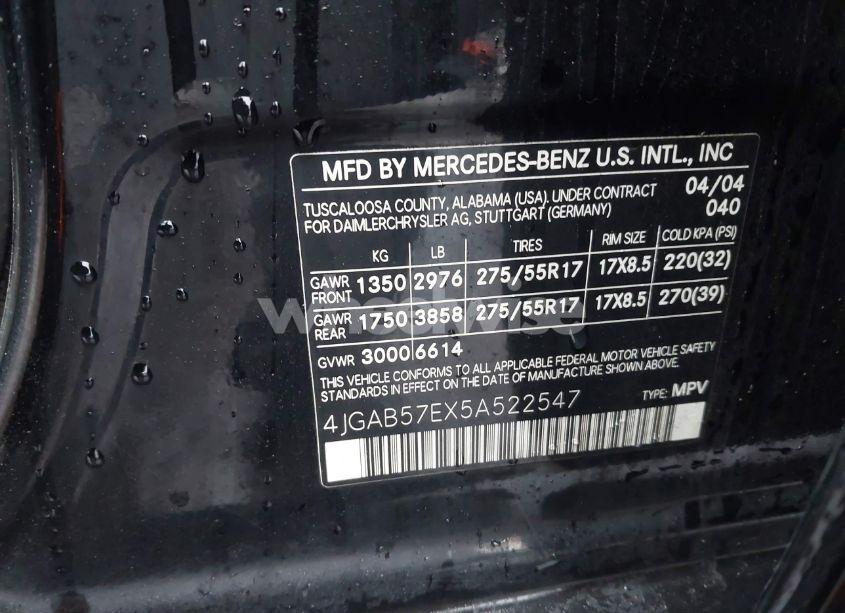 MFD BY MERCEDES-BENZ U.S. INTL., INC
TUSCALOOSA COUNTY, ALABAMA (USA). UNDER CONTRACT 04/04
FOR DAIMLERCHRYSLER AG, STUTTGART (GERMANY) 040
KG LB TIRES RIM SIZE COLD KPA (PSI)
GAWR FRONT 1350 2976 275/55R17 17X8.5 220(32)
GAWR REAR 1750 3858 275/55R17 17X8.5 270(39)
GVWR 3000 6614
THIS VEHICLE CONFORMS TO ALL APPLICABLE FEDERAL MOTOR VEHICLE SAFETY
STANDARDS IN EFFECT ON THE DATE OF MANUFACTURE SHOWN ABOVE.
4JGAB57EX5A522547 TYPE: MPV